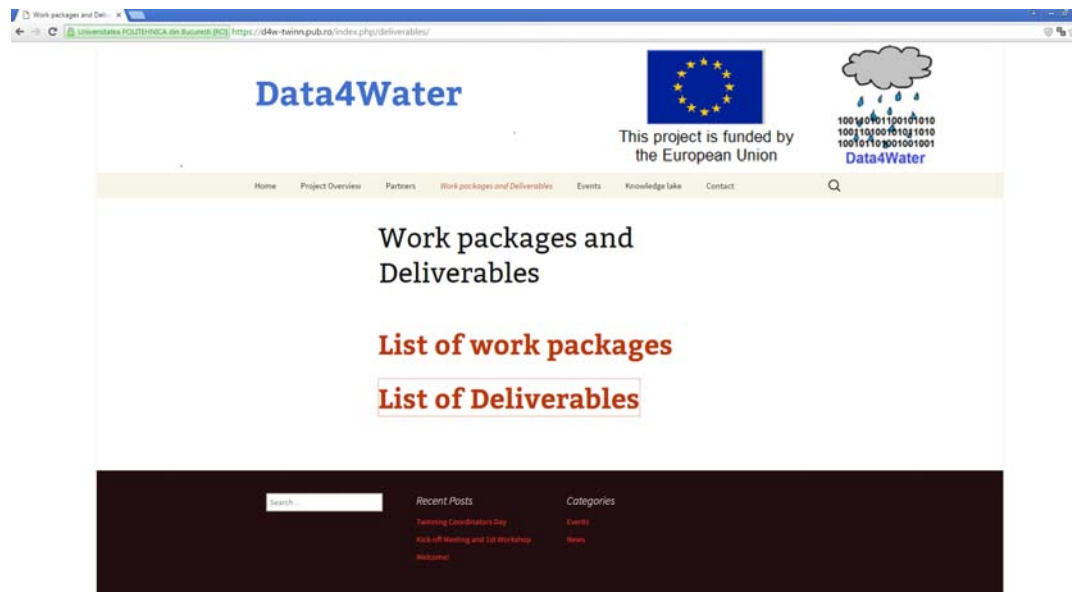 Work packages and Deli
Universitatea POLITEHNICA din Bucuresti [RO] https://d4w-twinn.pub.ro/index.php/deliverables/
Data4Water
This project is funded by
the European Union
Data4Water
Home Project Overview Partners Work packages and Deliverables Events Knowledge lake Contact
Work packages and
Deliverables
List of work packages
List of Deliverables
Search ...
Recent Posts
Categories
Twinning Coordinators Day
Events
Kick off Meeting and 1st Workshop
News
Welcome!